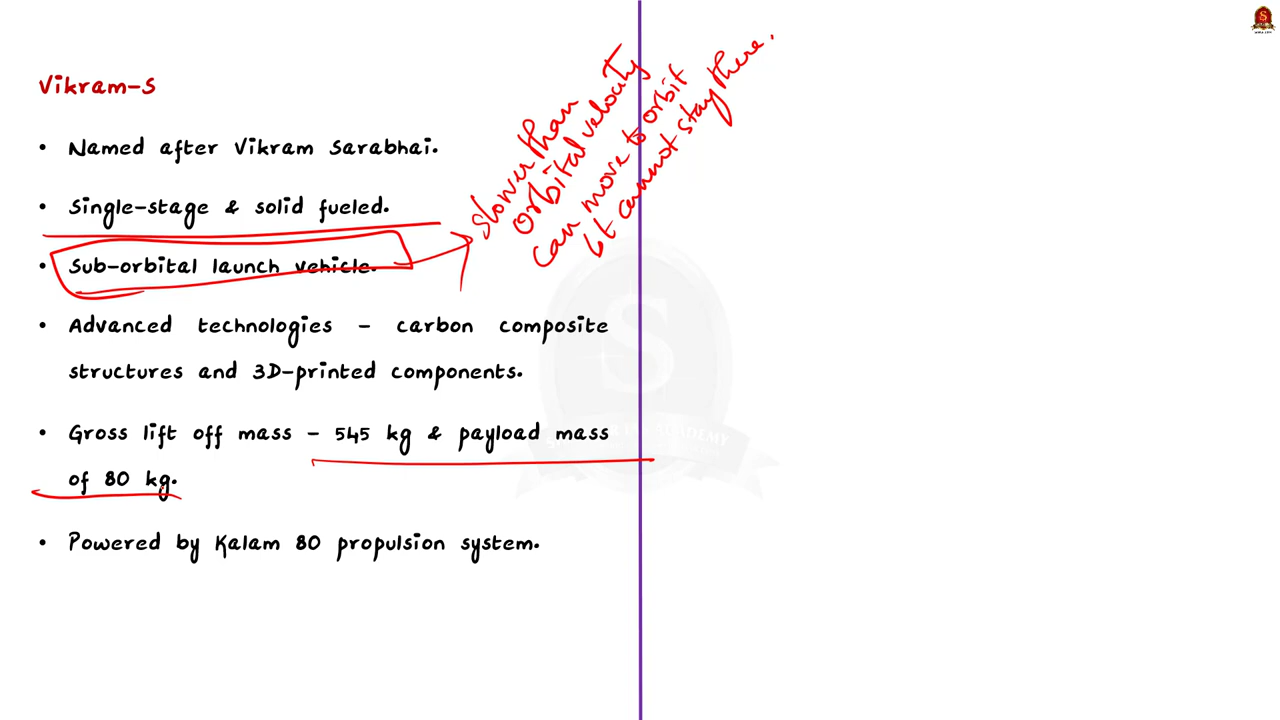 Vikram-S
• Named after Vikram Sarabhai.
• Single-stage & solid fueled.
• Sub-orbital launch vehicle.
slower than
orbital velocity
can move to orbit
bt cannot stay there.
• Advanced technologies - carbon composite
structures and 3D-printed components.
• Gross lift off mass - 545 kg & payload mass
of 80 kg.
• Powered by Kalam 80 propulsion system.